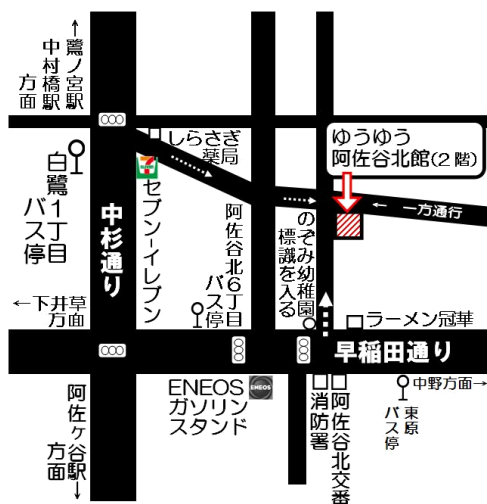 ←鷺ノ宮駅
中村橋駅
方面
しらさぎ
薬局
ゆうゆう
阿佐谷北館(2階)
白鷺1丁目
バス停
中杉通り
セブン-イレブン
阿佐谷北6丁目
バス停
のぞみ幼稚園
標識を入る
← 一方通行
←下井草
方面
ラーメン冠華
早稲田通り
阿佐ヶ谷駅
方面→
ENEOS
ガソリン
スタンド
ENEOS
消防署
阿佐谷北交番
東原
バス停
中野方面→